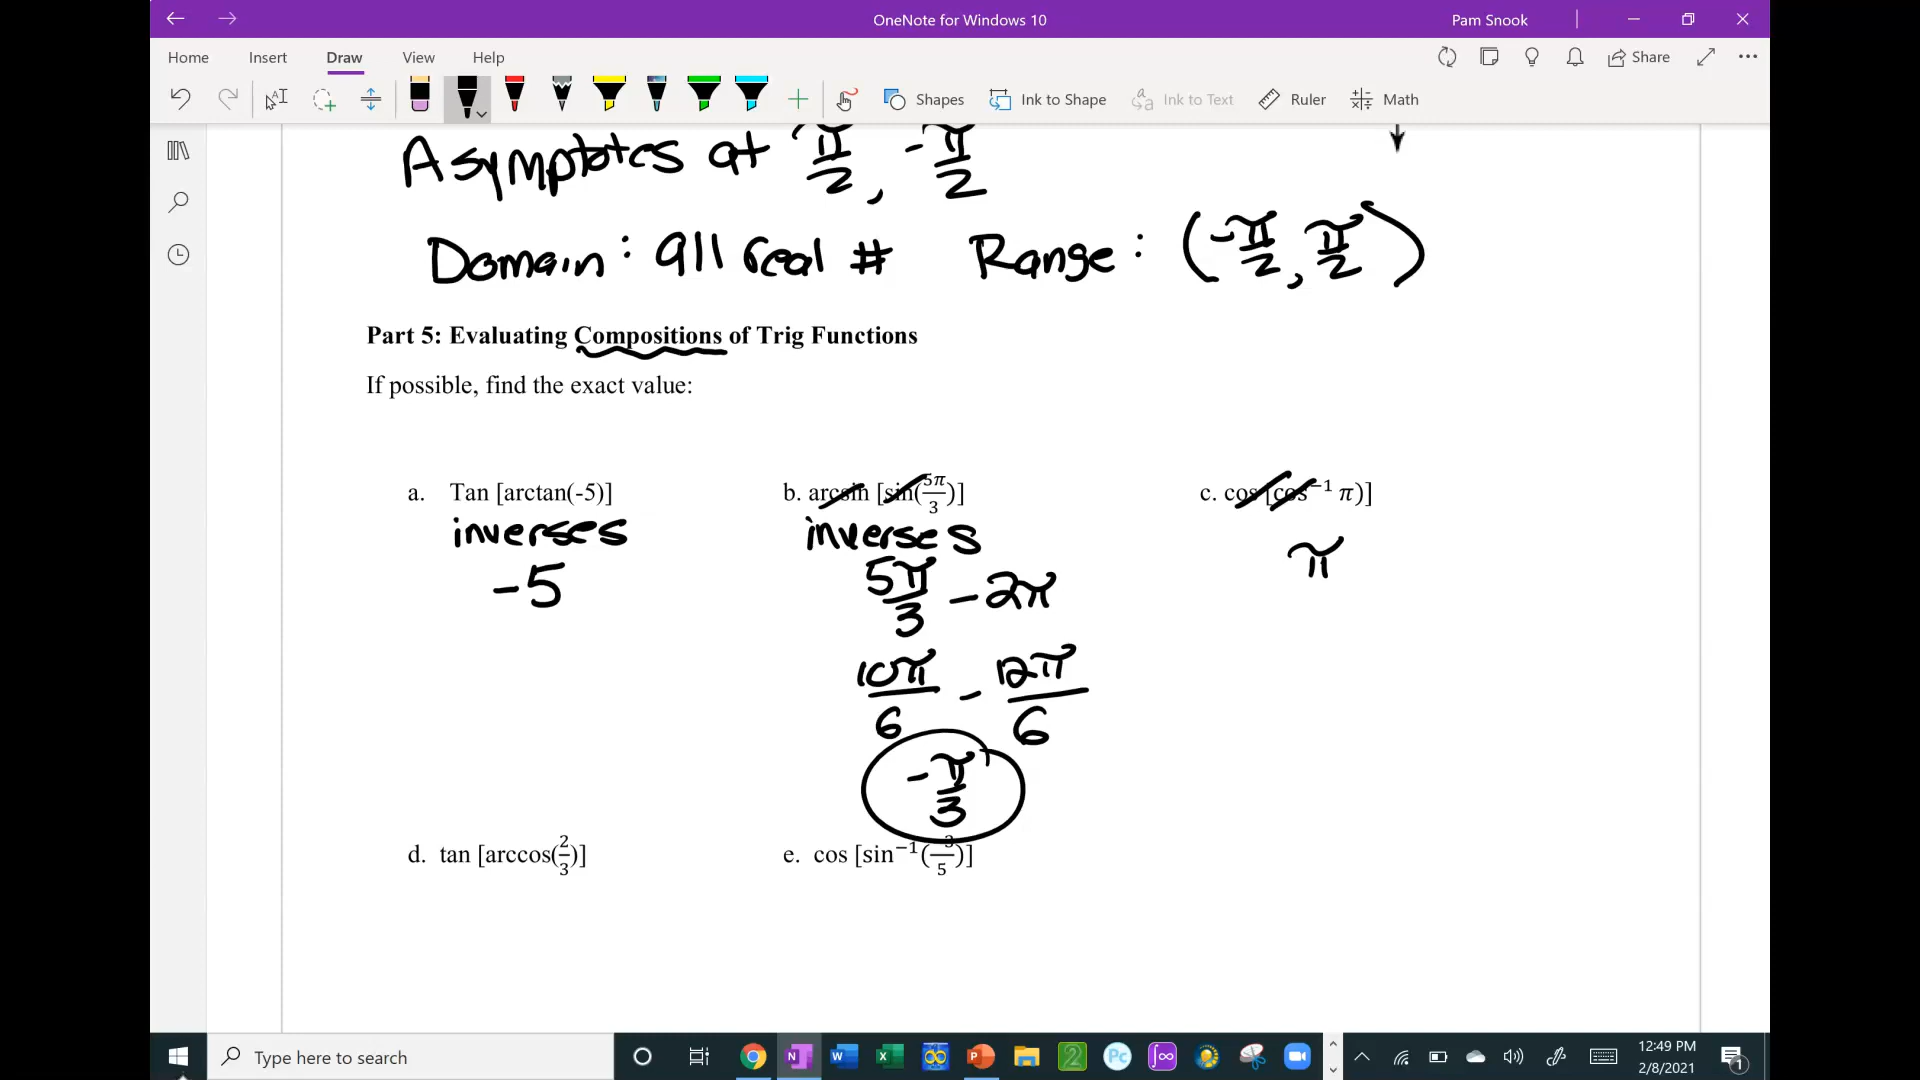 OneNote for Windows 10
Pam Snook
Home Insert Draw View Help
Share
Shapes Ink to Shape Ink to Text Ruler Math
Asymptotes at π/2, -π/2
Domain: all real # Range: (-π/2, π/2)
Part 5: Evaluating Compositions of Trig Functions
If possible, find the exact value:
a. Tan [arctan(-5)]
inverses
-5
b. arcsin [sin(5π/3)]
inverses
5π/3 - 2π
10π/6 - 12π/6
-π/3
c. cos [cos⁻¹ π)]
π
d. tan [arccos(2/3)]
e. cos [sin⁻¹(-3/5)]
Type here to search
12:49 PM
2/8/2021